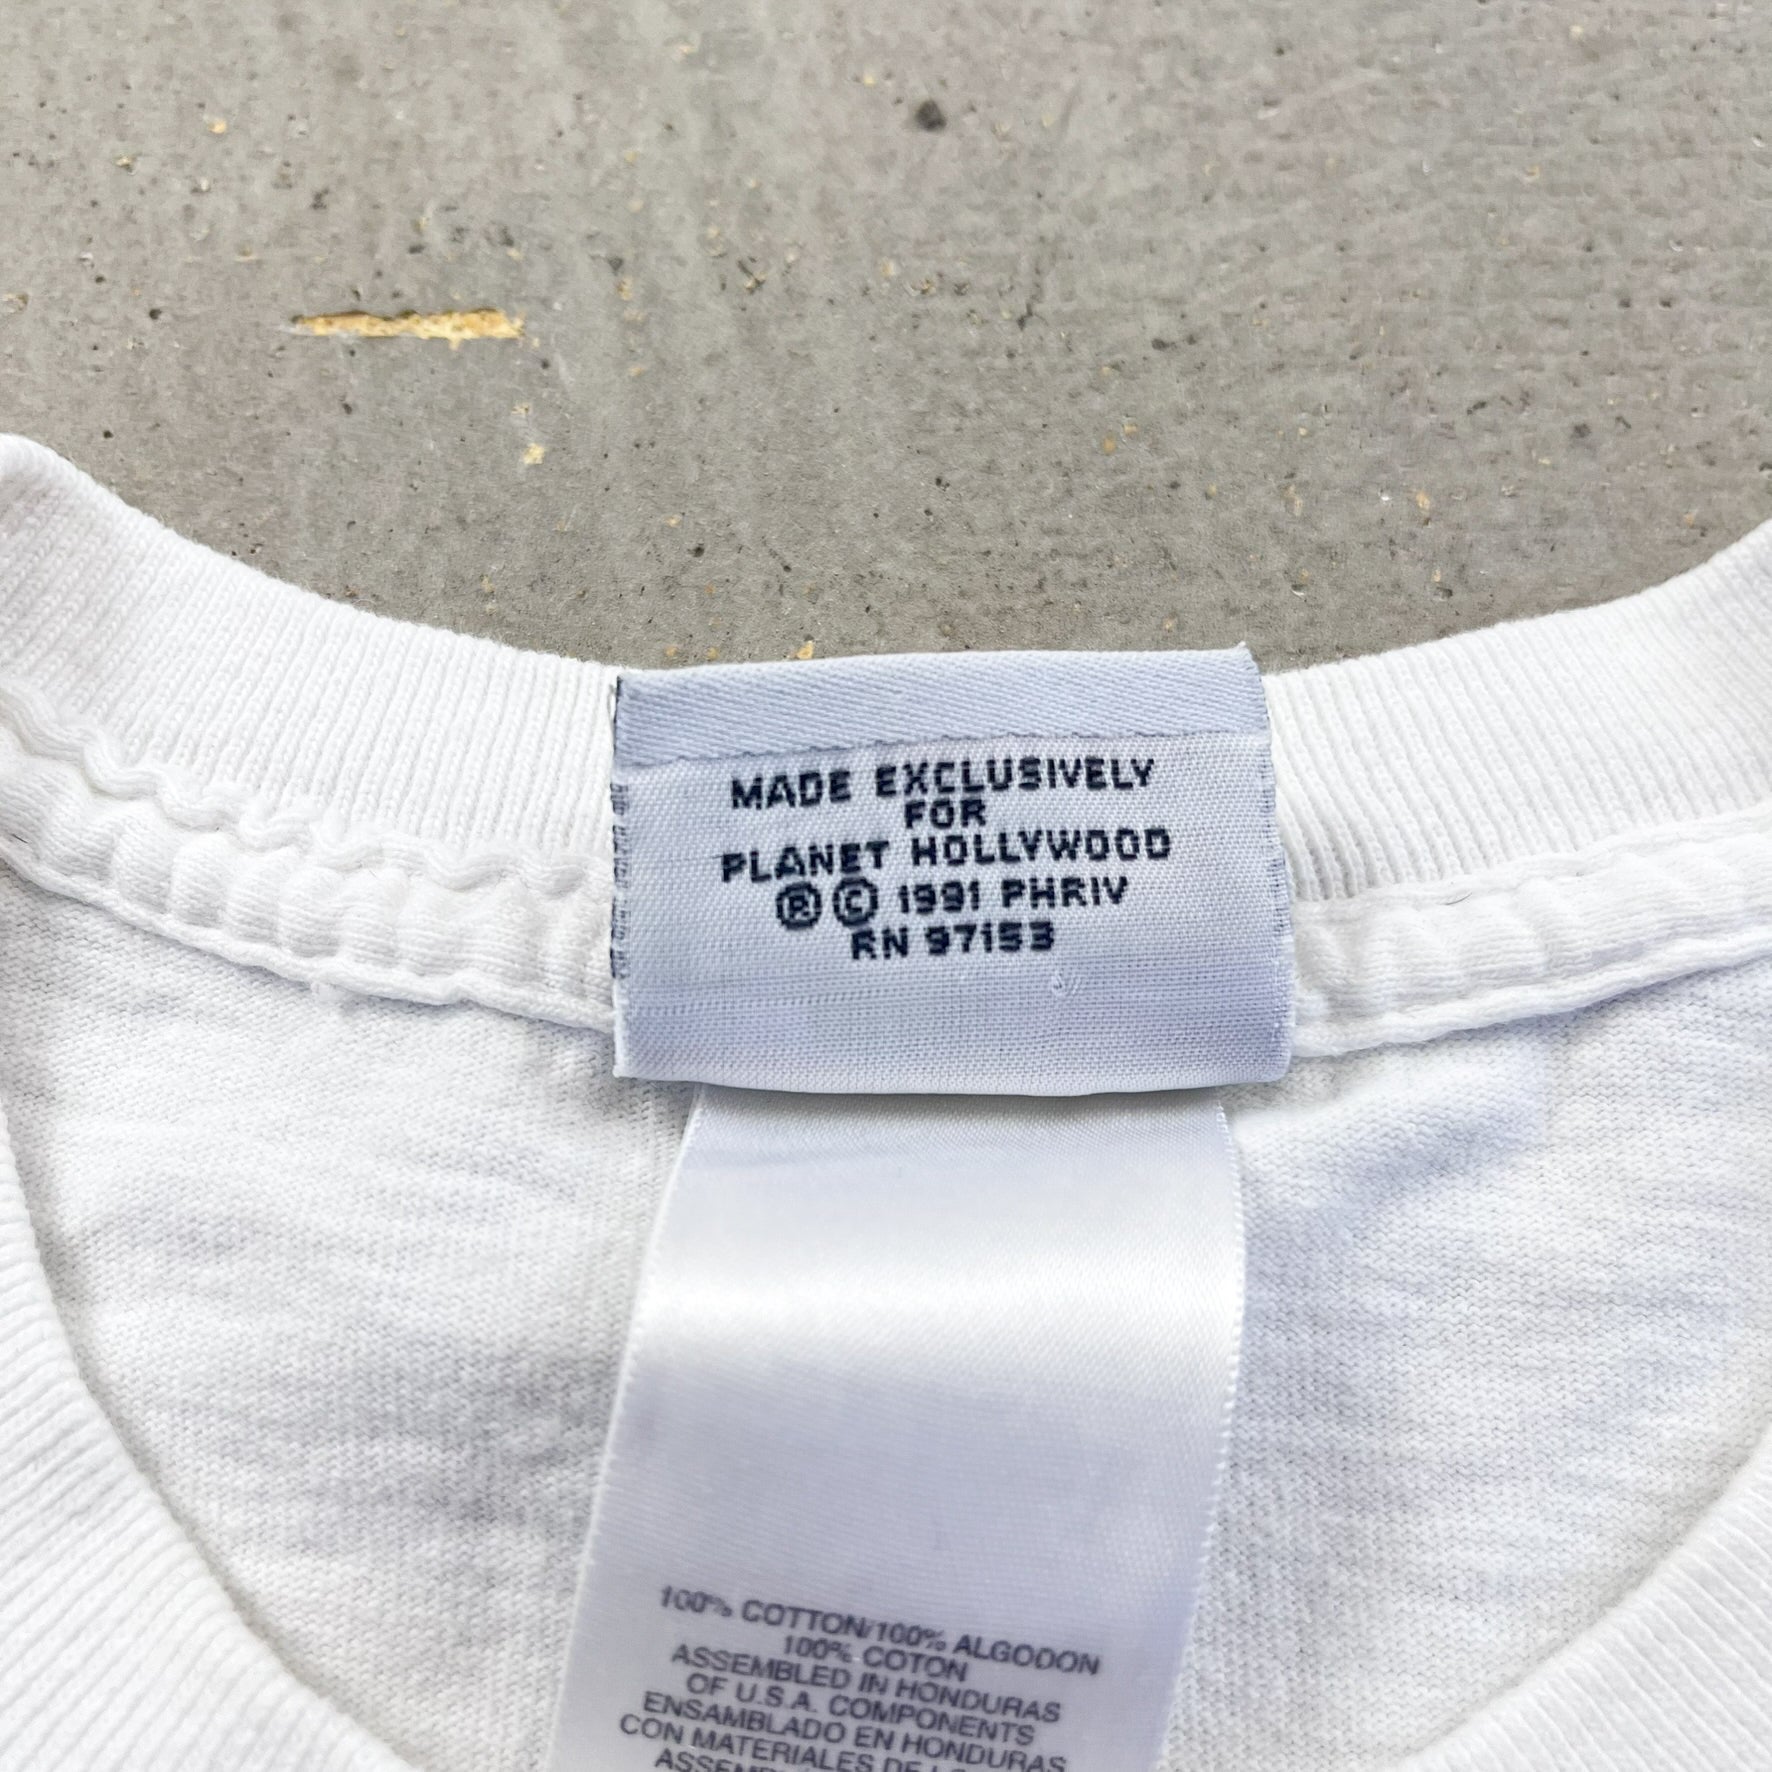 MADE EXCLUSIVELY
FOR
PLANET HOLLYWOOD
® © 1991 PHRIV
RN 97153
100% COTTON/100% ALGODON
100% COTON
ASSEMBLED IN HONDURAS
OF U.S.A. COMPONENTS
ENSAMBLADO EN HONDURAS
CON MATERIALES DE